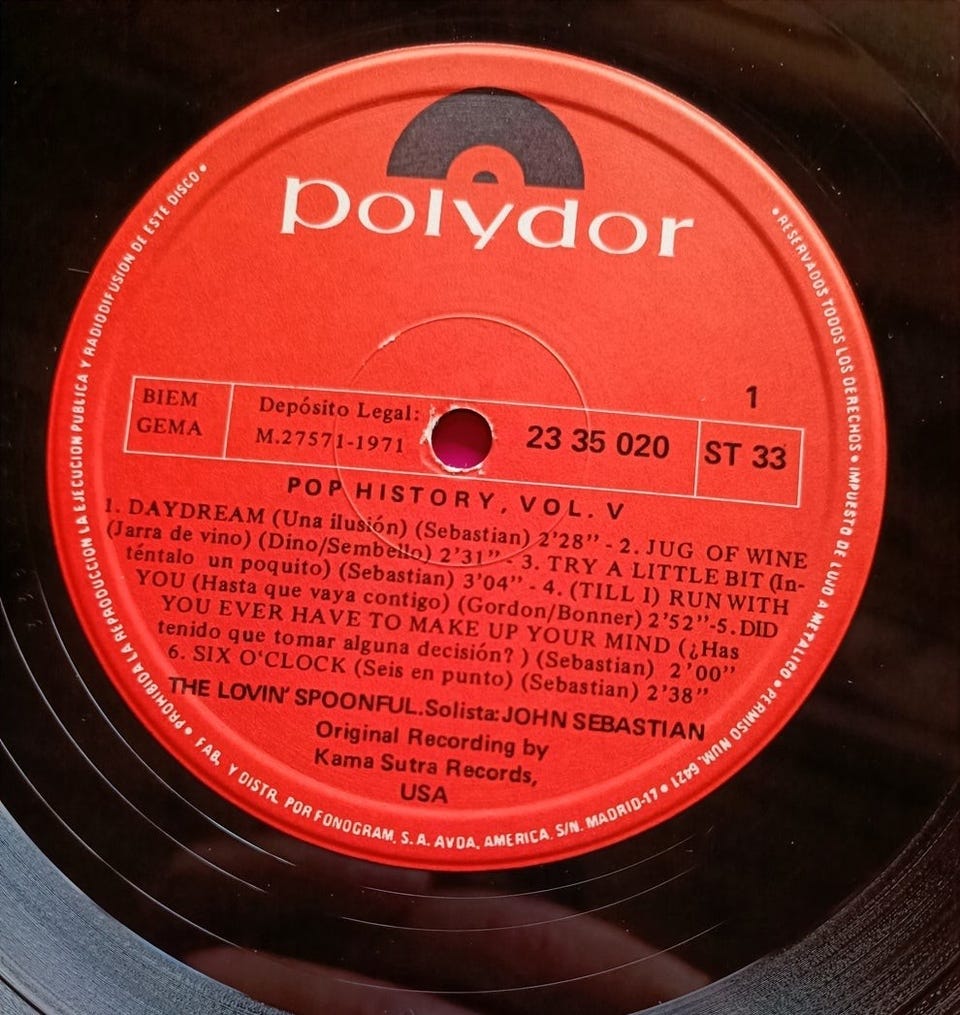 polydor
1
BIEM
GEMA
Depósito Legal:
M.27571-1971
23 35 020
ST 33
POP HISTORY, VOL. V
1. DAYDREAM (Una ilusión) (Sebastian) 2'28" - 2. JUG OF WINE
(Jarra de vino) (Dino/Sembello) 2'31" - 3. TRY A LITTLE BIT (In-
téntalo un poquito) (Sebastian) 3'04" - 4. (TILL I) RUN WITH
YOU (Hasta que vaya contigo) (Gordon/Bonner) 2'52"-5. DID
YOU EVER HAVE TO MAKE UP YOUR MIND (¿Has
tenido que tomar alguna decisión?) (Sebastian) 2'00"
6. SIX O'CLOCK (Seis en punto) (Sebastian) 2'38"
THE LOVIN' SPOONFUL. Solista: JOHN SEBASTIAN
Original Recording by
Kama Sutra Records,
USA
• RESERVADOS TODOS LOS DERECHOS • IMPUESTO DE LUJO A METALICO • PERMISO NUM. 6421 • FAB. Y DISTR. POR FONOGRAM, S. A. AVDA. AMERICA, S/N. MADRID-17 • PROHIBIDA LA REPRODUCCION LA EJECUCION PUBLICA Y RADIODIFUSION DE ESTE DISCO •